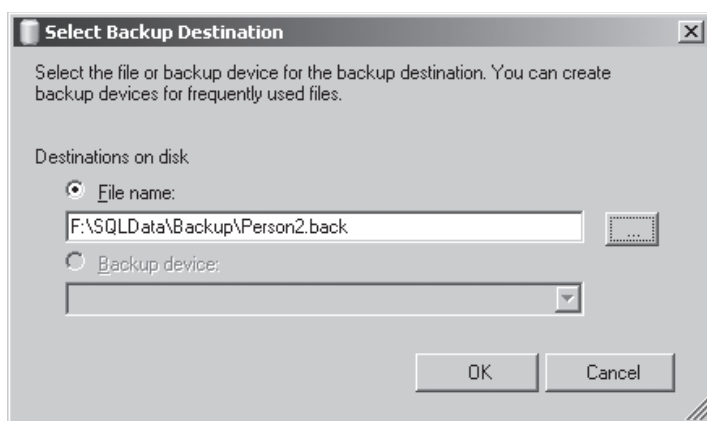 Select Backup Destination
Select the file or backup device for the backup destination. You can create
backup devices for frequently used files.
Destinations on disk
File name:
F:\SQLData\Backup\Person2.back
...
Backup device:
OK Cancel